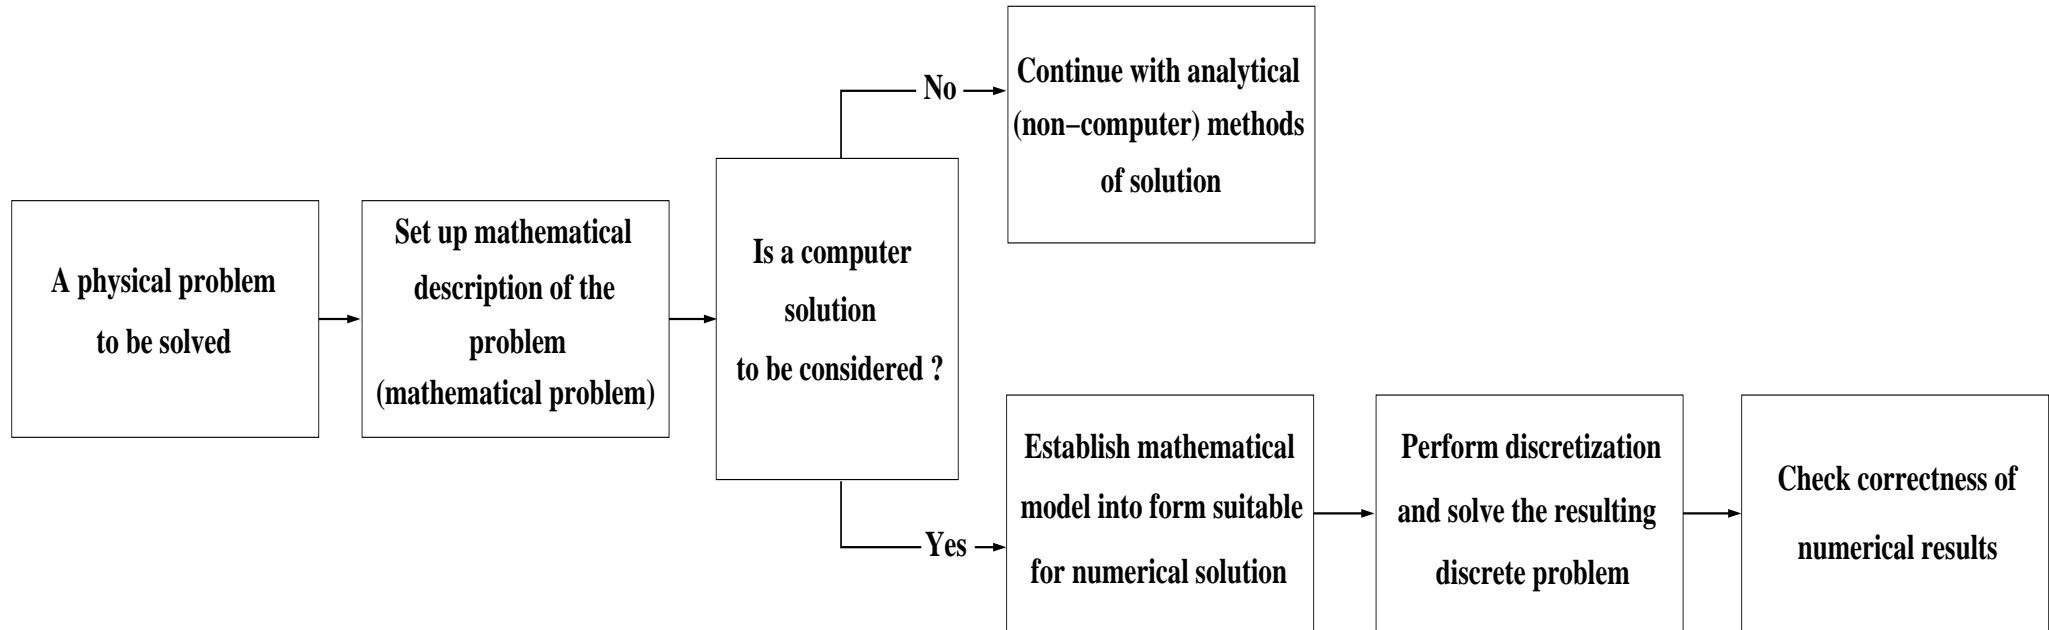 A physical problem
to be solved
Set up mathematical
description of the
problem
(mathematical problem)
Is a computer
solution
to be considered ?
No
Continue with analytical
(non−computer) methods
of solution
Yes
Establish mathematical
model into form suitable
for numerical solution
Perform discretization
and solve the resulting
discrete problem
Check correctness of
numerical results